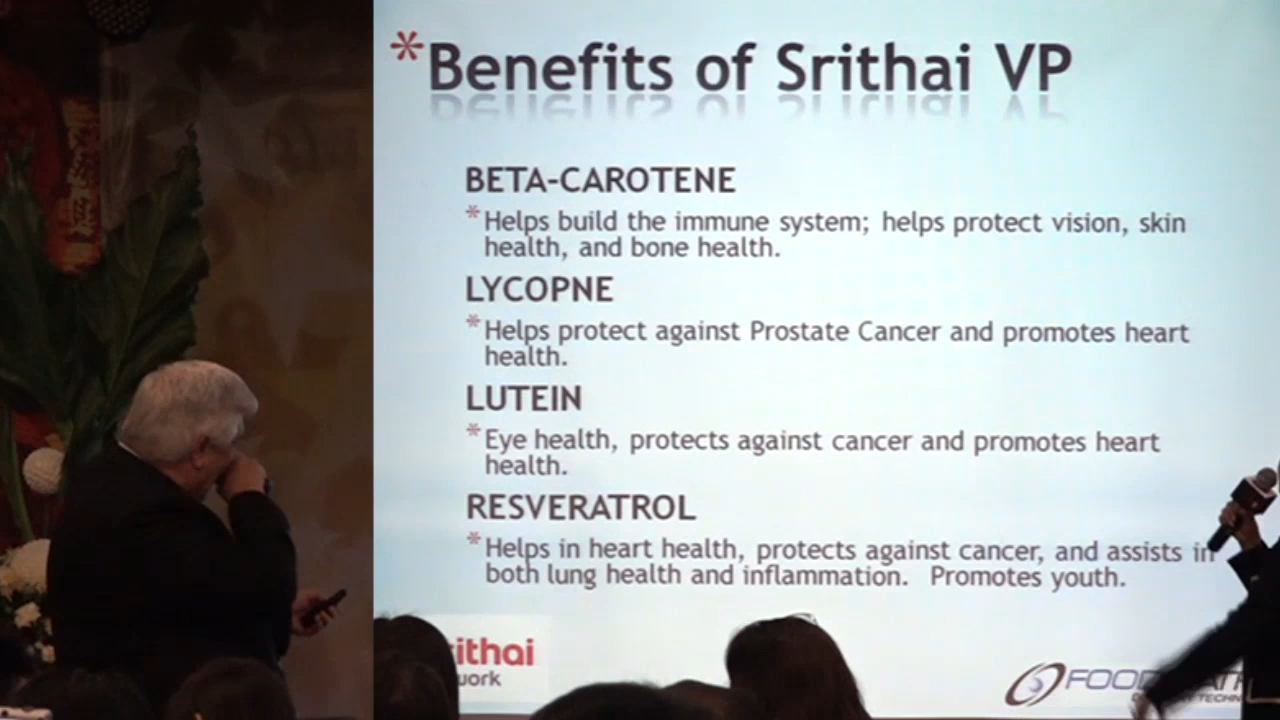 *Benefits of Srithai VP
BETA-CAROTENE
*Helps build the immune system; helps protect vision, skin
health, and bone health.
LYCOPNE
*Helps protect against Prostate Cancer and promotes heart
health.
LUTEIN
*Eye health, protects against cancer and promotes heart
health.
RESVERATROL
*Helps in heart health, protects against cancer, and assists in
both lung health and inflammation. Promotes youth.